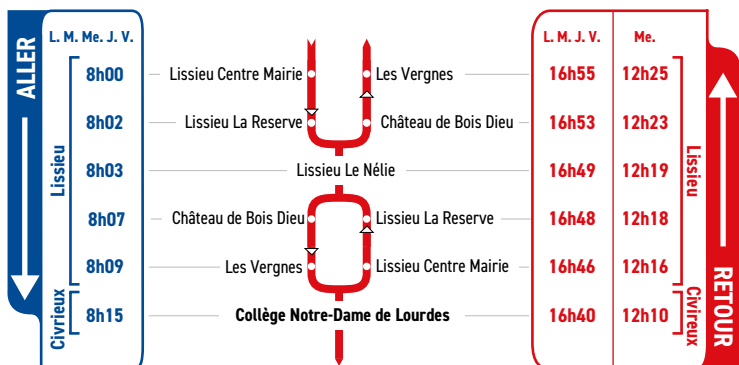 ALLER
L. M. Me. J. V.
L. M. J. V.
Me.
8h00
Lissieu Centre Mairie
Les Vergnes
16h55
12h25
8h02
Lissieu La Reserve
Château de Bois Dieu
16h53
12h23
Lissieu
8h03
Lissieu Le Nélie
16h49
12h19
Lissieu
8h07
Château de Bois Dieu
Lissieu La Reserve
16h48
12h18
8h09
Les Vergnes
Lissieu Centre Mairie
16h46
12h16
Civrieux
8h15
Collège Notre-Dame de Lourdes
16h40
12h10
Civireux
RETOUR